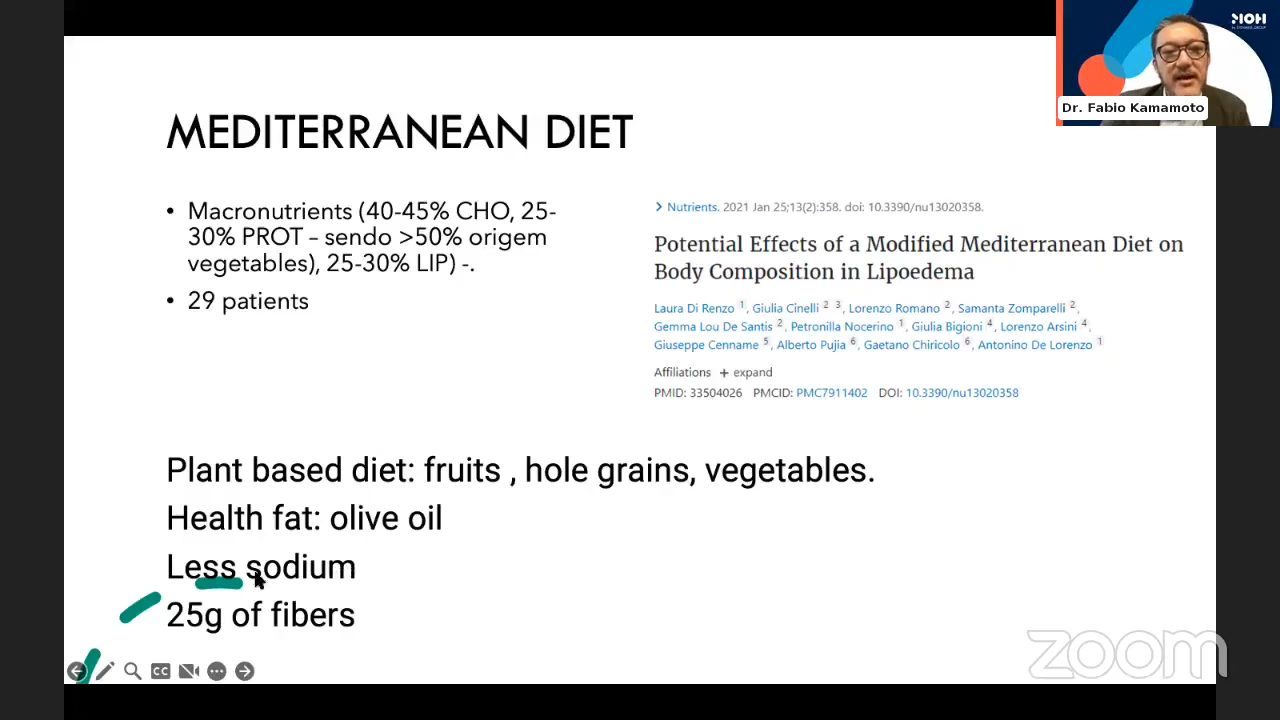 MOH
Dr. Fabio Kamamoto
MEDITERRANEAN DIET
• Macronutrients (40-45% CHO, 25-
30% PROT – sendo >50% origem
vegetables), 25-30% LIP) -.
• 29 patients
Nutrients. 2021 Jan 25;13(2):358. doi: 10.3390/nu13020358.
Potential Effects of a Modified Mediterranean Diet on
Body Composition in Lipoedema
Laura Di Renzo 1, Giulia Cinelli 2 3, Lorenzo Romano 2, Samanta Zomparelli 2,
Gemma Lou De Santis 2, Petronilla Nocerino 1, Giulia Bigioni 4, Lorenzo Arsini 4,
Giuseppe Cenname 5, Alberto Pujia 6, Gaetano Chiricolo 6, Antonino De Lorenzo 1
Affiliations + expand
PMID: 33504026 PMCID: PMC7911402 DOI: 10.3390/nu13020358
Plant based diet: fruits , hole grains, vegetables.
Health fat: olive oil
Less sodium
25g of fibers
CC
zoom